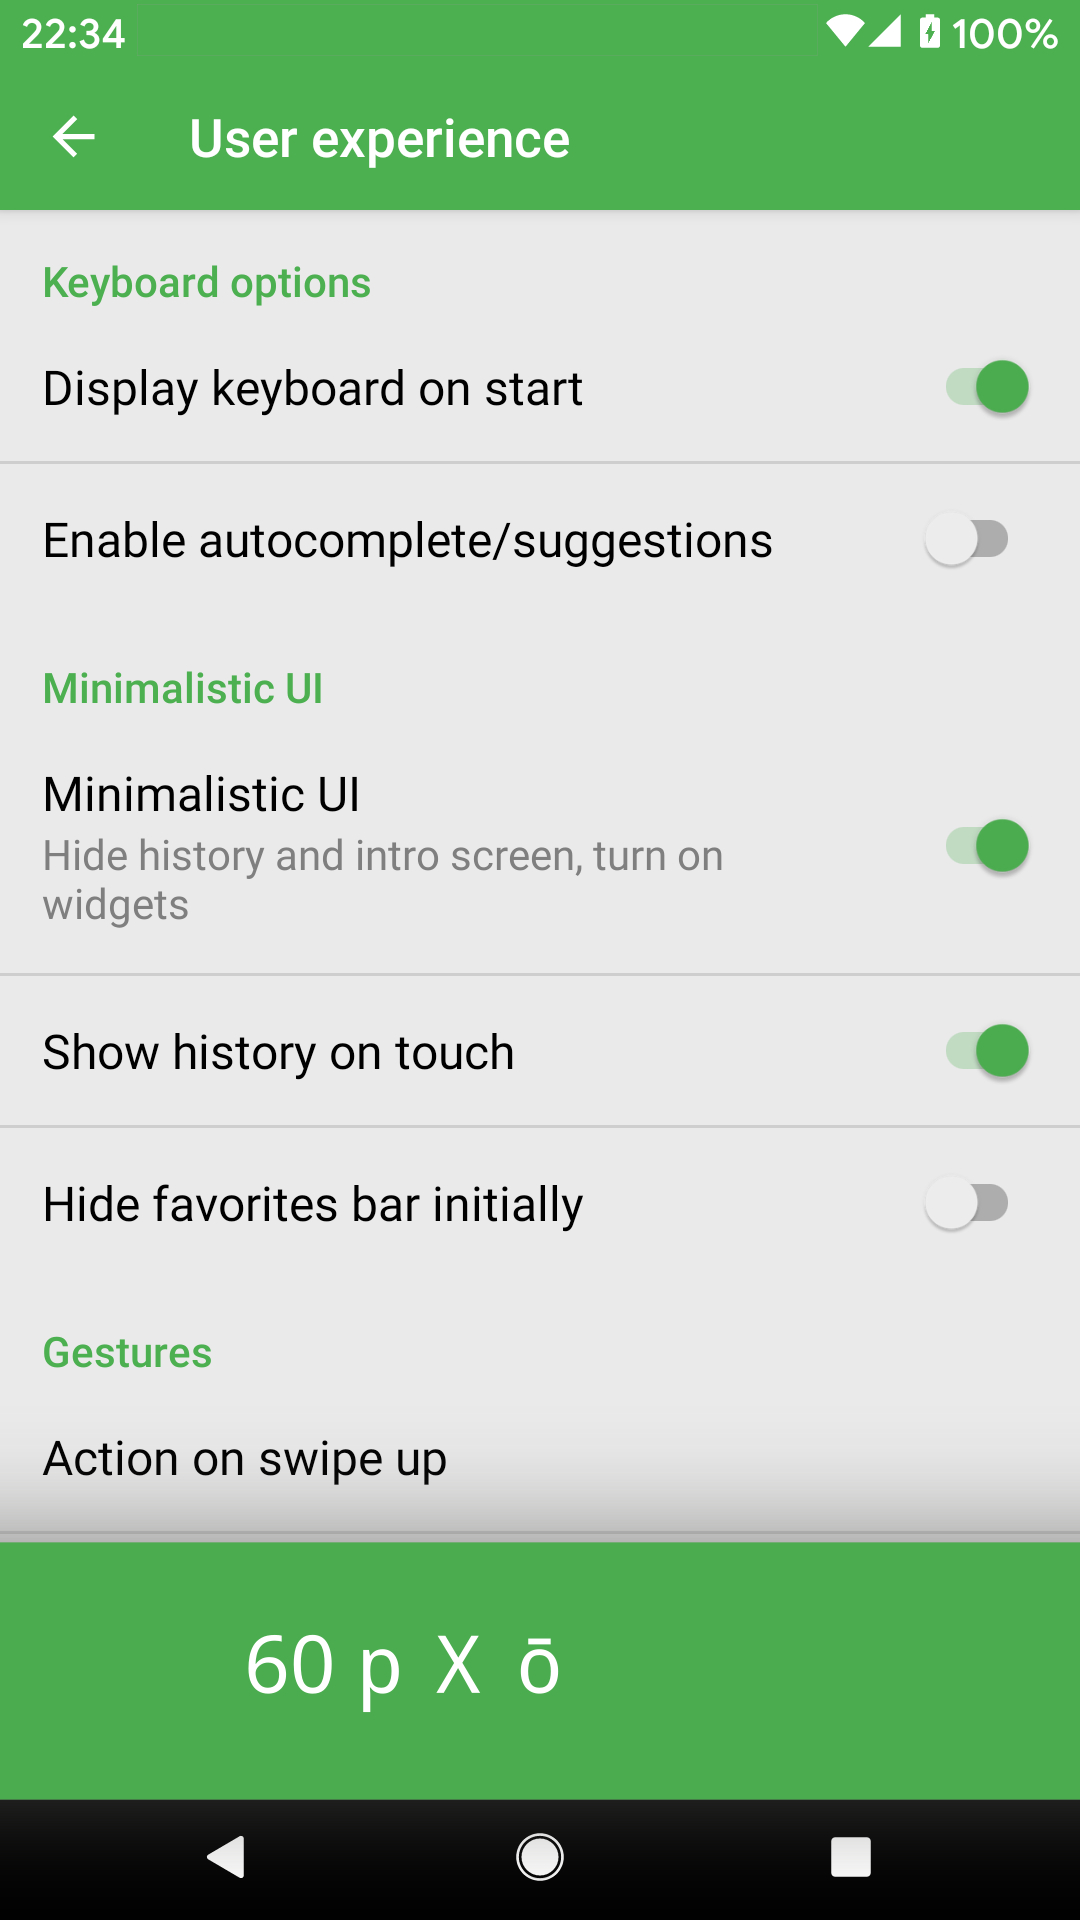 22:34 100%
User experience
Keyboard options
Display keyboard on start
Enable autocomplete/suggestions
Minimalistic UI
Minimalistic UI
Hide history and intro screen, turn on
widgets
Show history on touch
Hide favorites bar initially
Gestures
Action on swipe up
60 p X ō